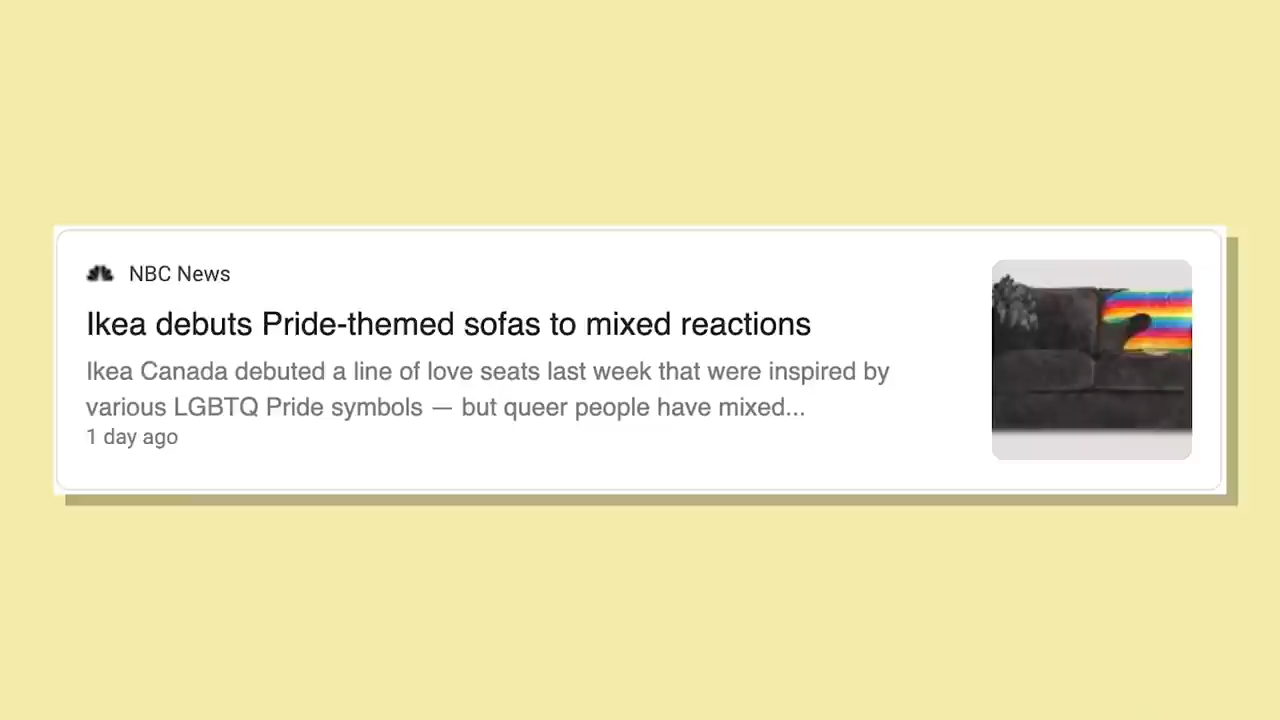 NBC News
Ikea debuts Pride-themed sofas to mixed reactions
Ikea Canada debuted a line of love seats last week that were inspired by
various LGBTQ Pride symbols — but queer people have mixed...
1 day ago